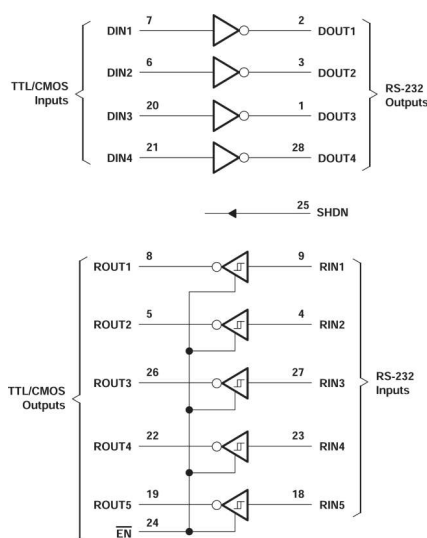 7 2
DIN1 DOUT1
6 3
DIN2 DOUT2
TTL/CMOS
Inputs
RS-232
Outputs
20 1
DIN3 DOUT3
21 28
DIN4 DOUT4
25
SHDN
8 9
ROUT1 RIN1
5 4
ROUT2 RIN2
26 27
ROUT3 RIN3
TTL/CMOS
Outputs
RS-232
Inputs
22 23
ROUT4 RIN4
19 18
ROUT5 RIN5
24
EN